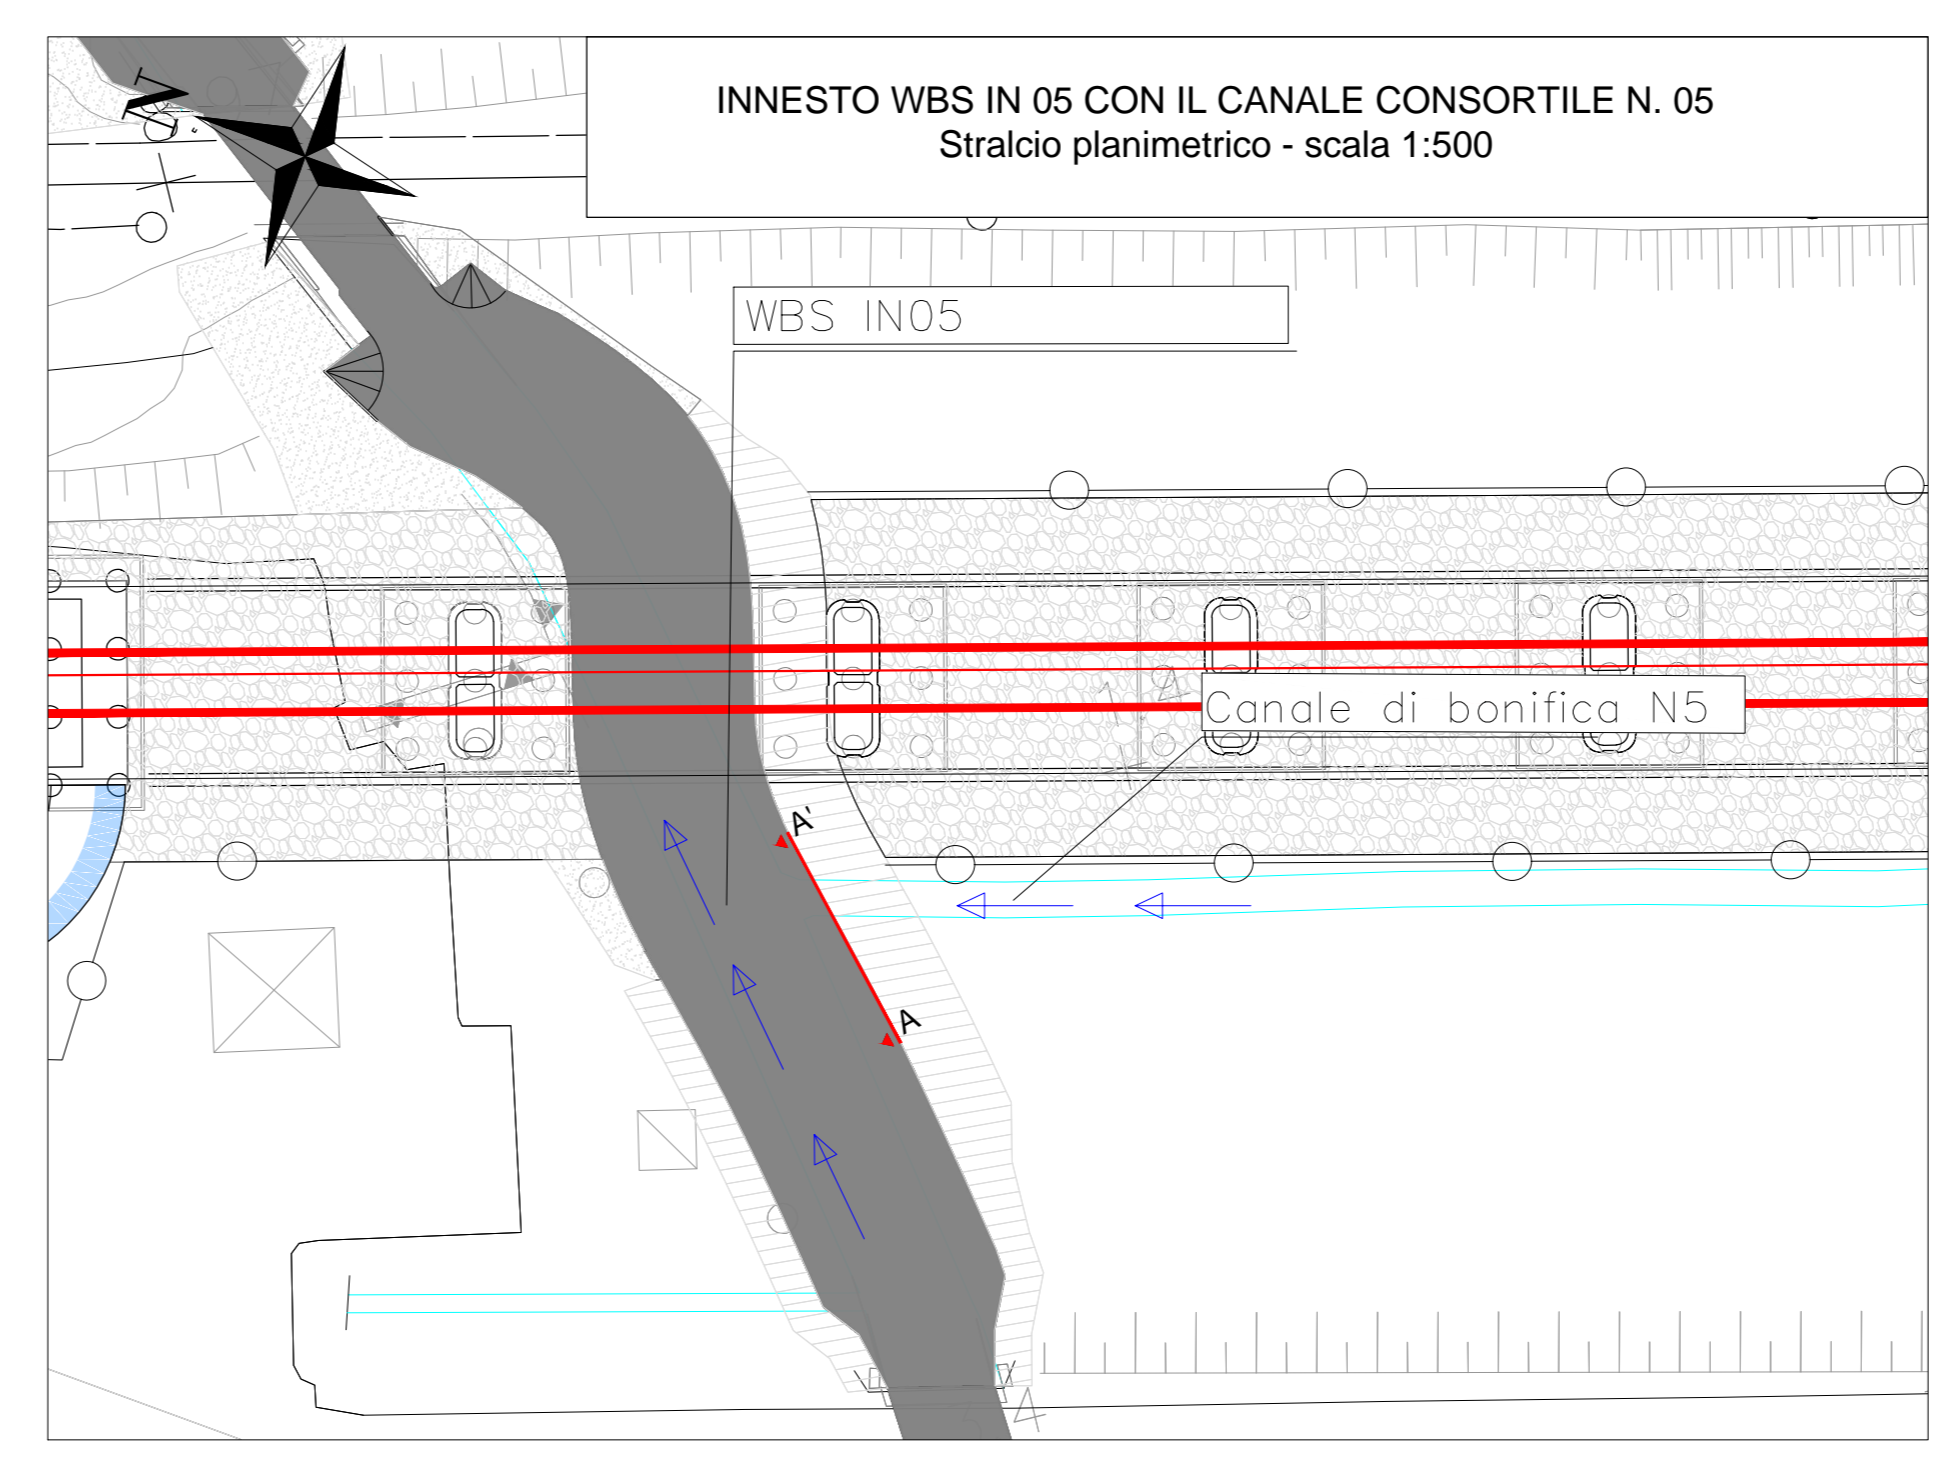 INNESTO WBS IN 05 CON IL CANALE CONSORTILE N. 05
Stralcio planimetrico - scala 1:500
N
WBS IN05
Canale di bonifica N5
A'
A